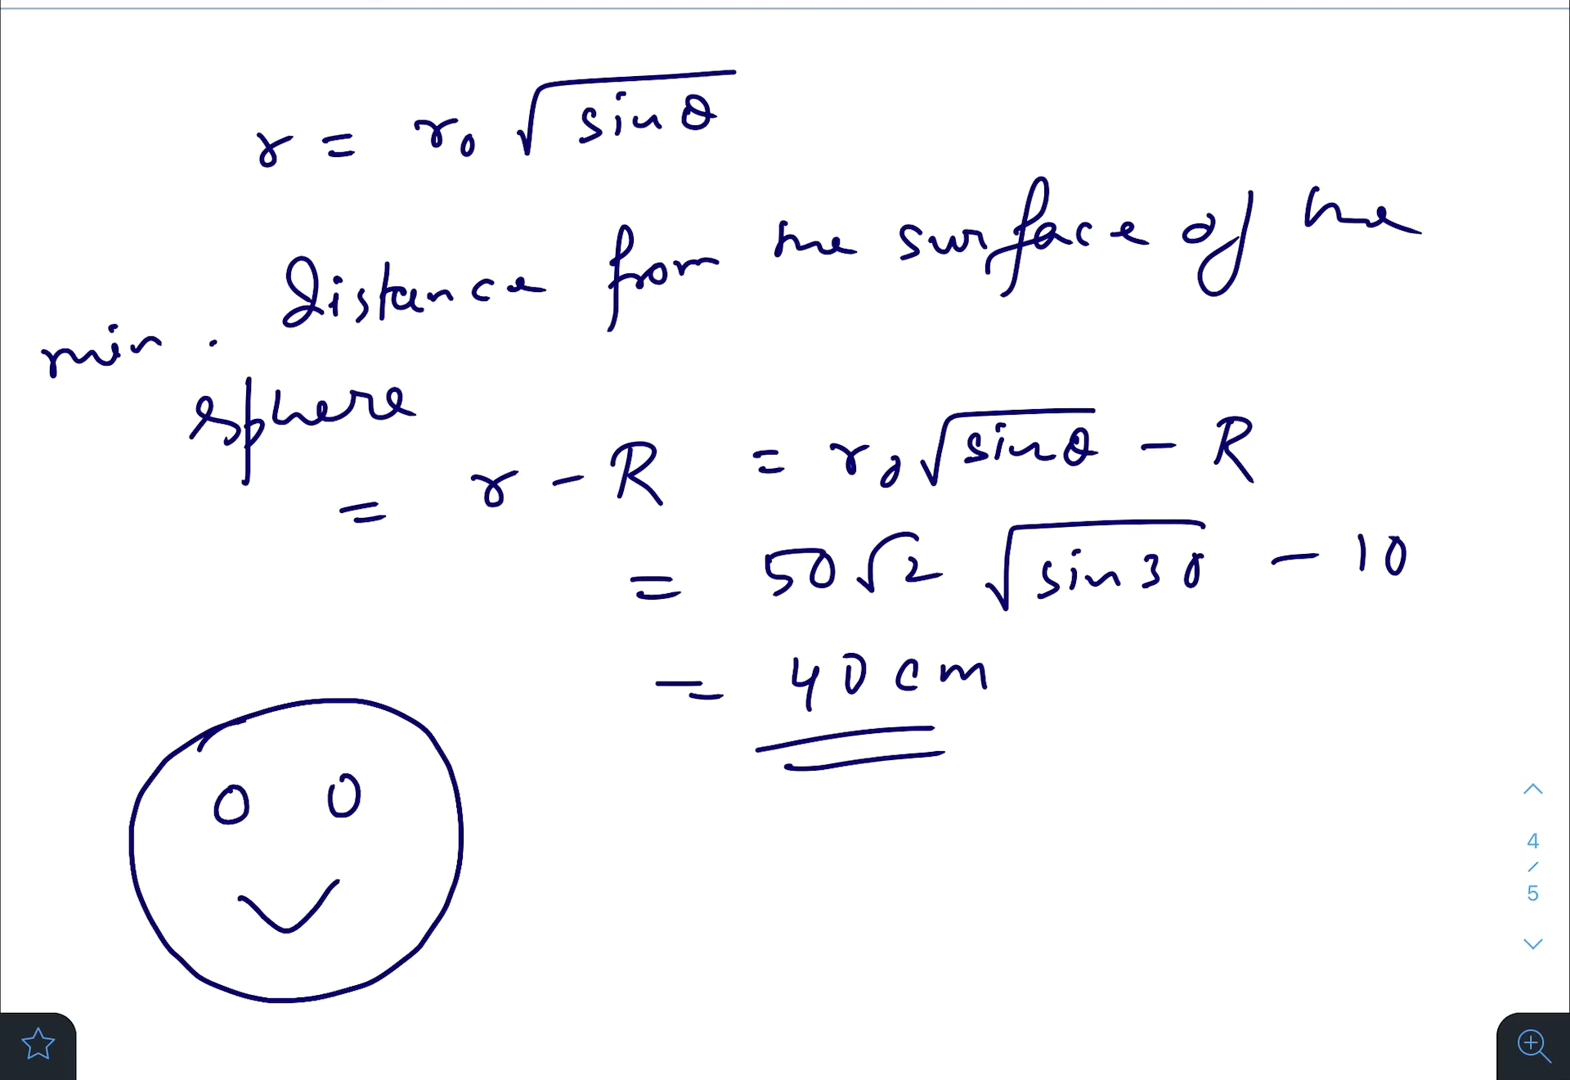 r = r₀ √sinθ
min. Distance from the surface of the
sphere
= r - R = r₀ √sinθ - R
= 50√2 √sin30 - 10
= 40 cm
4
/
5